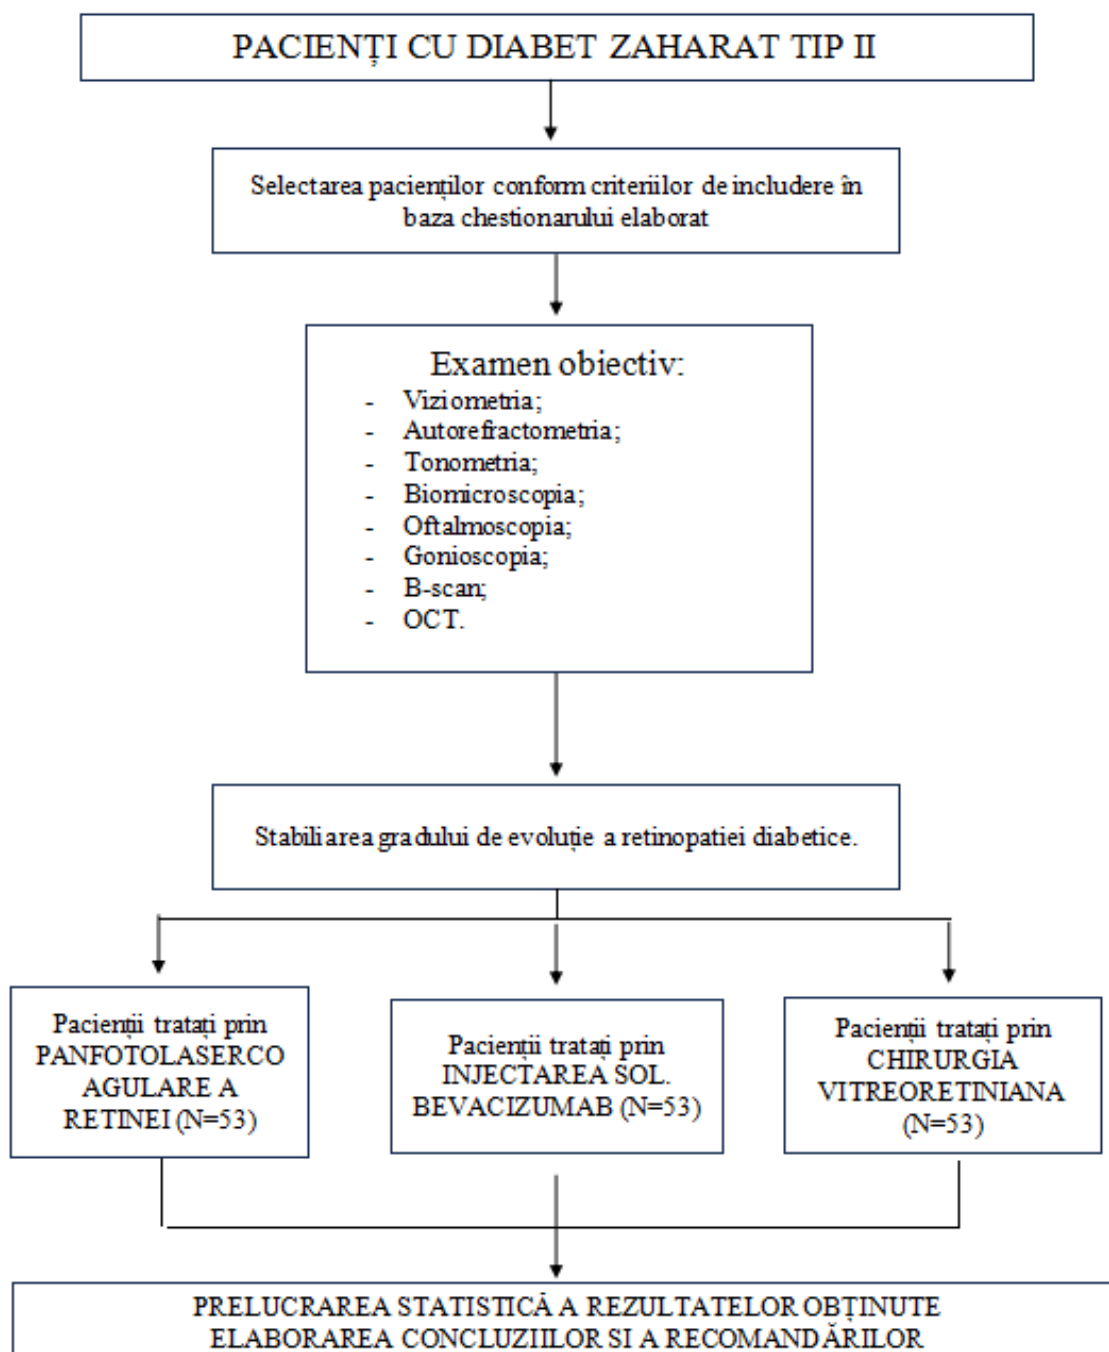 PACIENȚI CU DIABET ZAHARAT TIP II
Selectarea pacienților conform criteriilor de includere în
baza chestionarului elaborat
Examen obiectiv:
- Viziometria;
- Autorefractometria;
- Tonometria;
- Biomicroscopia;
- Oftalmoscopia;
- Gonioscopia;
- B-scan;
- OCT.
Stabiliarea gradului de evoluție a retinopatiei diabetice.
Pacienții tratați prin
PANFOTOLASERCO
AGULARE A
RETINEI (N=53)
Pacienții tratați prin
INJECTAREA SOL.
BEVACIZUMAB (N=53)
Pacienții tratați prin
CHIRURGIA
VITREORETINIANA
(N=53)
PRELUCRAREA STATISTICĂ A REZULTATELOR OBȚINUTE
ELABORAREA CONCLUZIILOR SI A RECOMANDĂRILOR